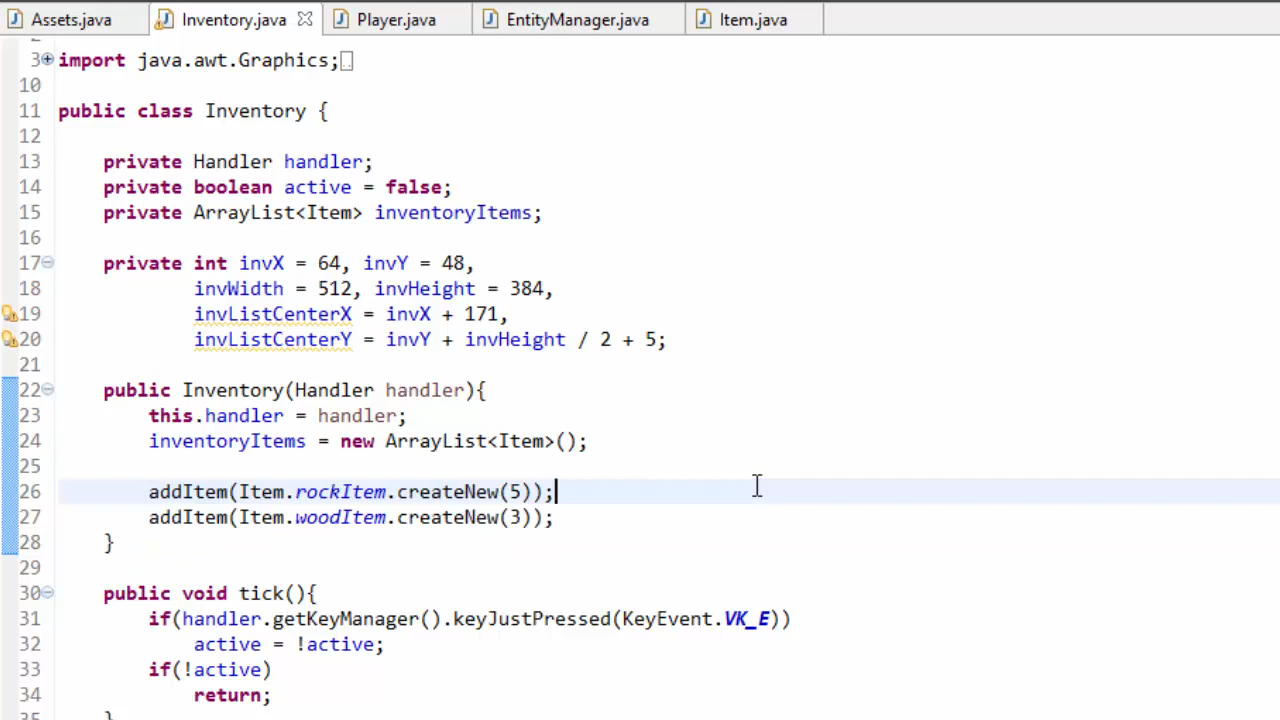 Assets.java Inventory.java Player.java EntityManager.java Item.java
3 import java.awt.Graphics;
10
11 public class Inventory {
12
13 private Handler handler;
14 private boolean active = false;
15 private ArrayList<Item> inventoryItems;
16
17 private int invX = 64, invY = 48,
18 invWidth = 512, invHeight = 384,
19 invListCenterX = invX + 171,
20 invListCenterY = invY + invHeight / 2 + 5;
21
22 public Inventory(Handler handler){
23 this.handler = handler;
24 inventoryItems = new ArrayList<Item>();
25
26 addItem(Item.rockItem.createNew(5));
27 addItem(Item.woodItem.createNew(3));
28 }
29
30 public void tick(){
31 if(handler.getKeyManager().keyJustPressed(KeyEvent.VK_E))
32 active = !active;
33 if(!active)
34 return;
35 }